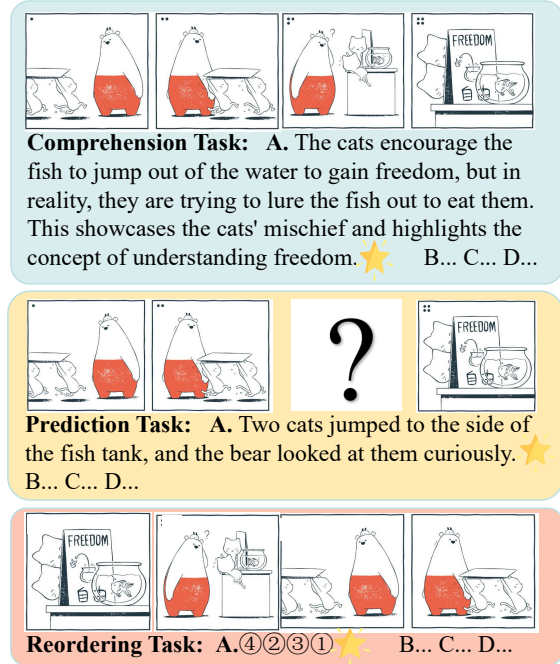 FREEDOM
Comprehension Task: A. The cats encourage the
fish to jump out of the water to gain freedom, but in
reality, they are trying to lure the fish out to eat them.
This showcases the cats' mischief and highlights the
concept of understanding freedom. B... C... D...
?
FREEDOM
Prediction Task: A. Two cats jumped to the side of
the fish tank, and the bear looked at them curiously.
B... C... D...
FREEDOM
?
Reordering Task: A.④②③① B... C... D...